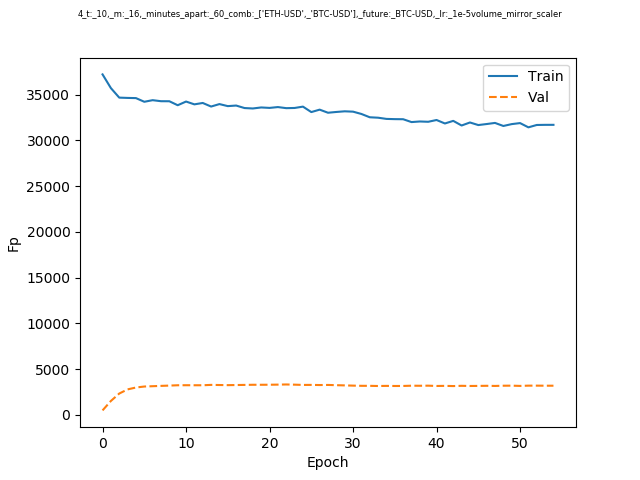 4_t:_10,_m:_16,_minutes_apart:_60_comb:_['ETH-USD',_'BTC-USD'],_future:_BTC-USD,_lr:_1e-5volume_mirror_scaler
Train
Val
35000
30000
25000
20000
15000
10000
5000
0
Fp
0 10 20 30 40 50
Epoch